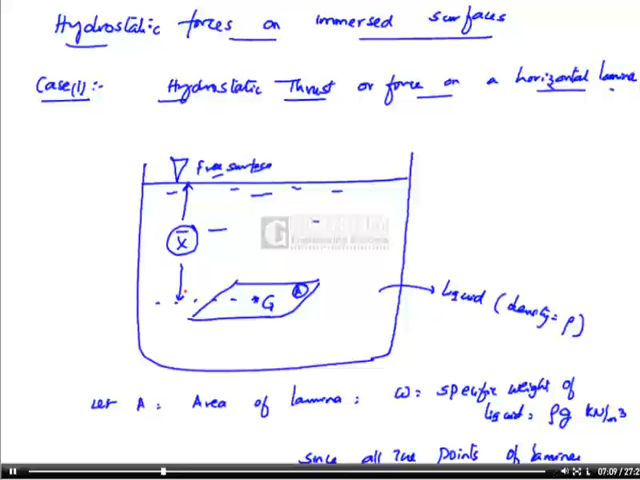 Hydrostatic forces on immersed surfaces
Case(1):- Hydrostatic Thrust or force on a horizontal lamina
Free surface
x̄
G
A
Liquid (density = ρ)
Let A = Area of lamina; ω = specific weight of
liquid = ρg KN/m³
Since all the points of lamina
07:09 / 27:2